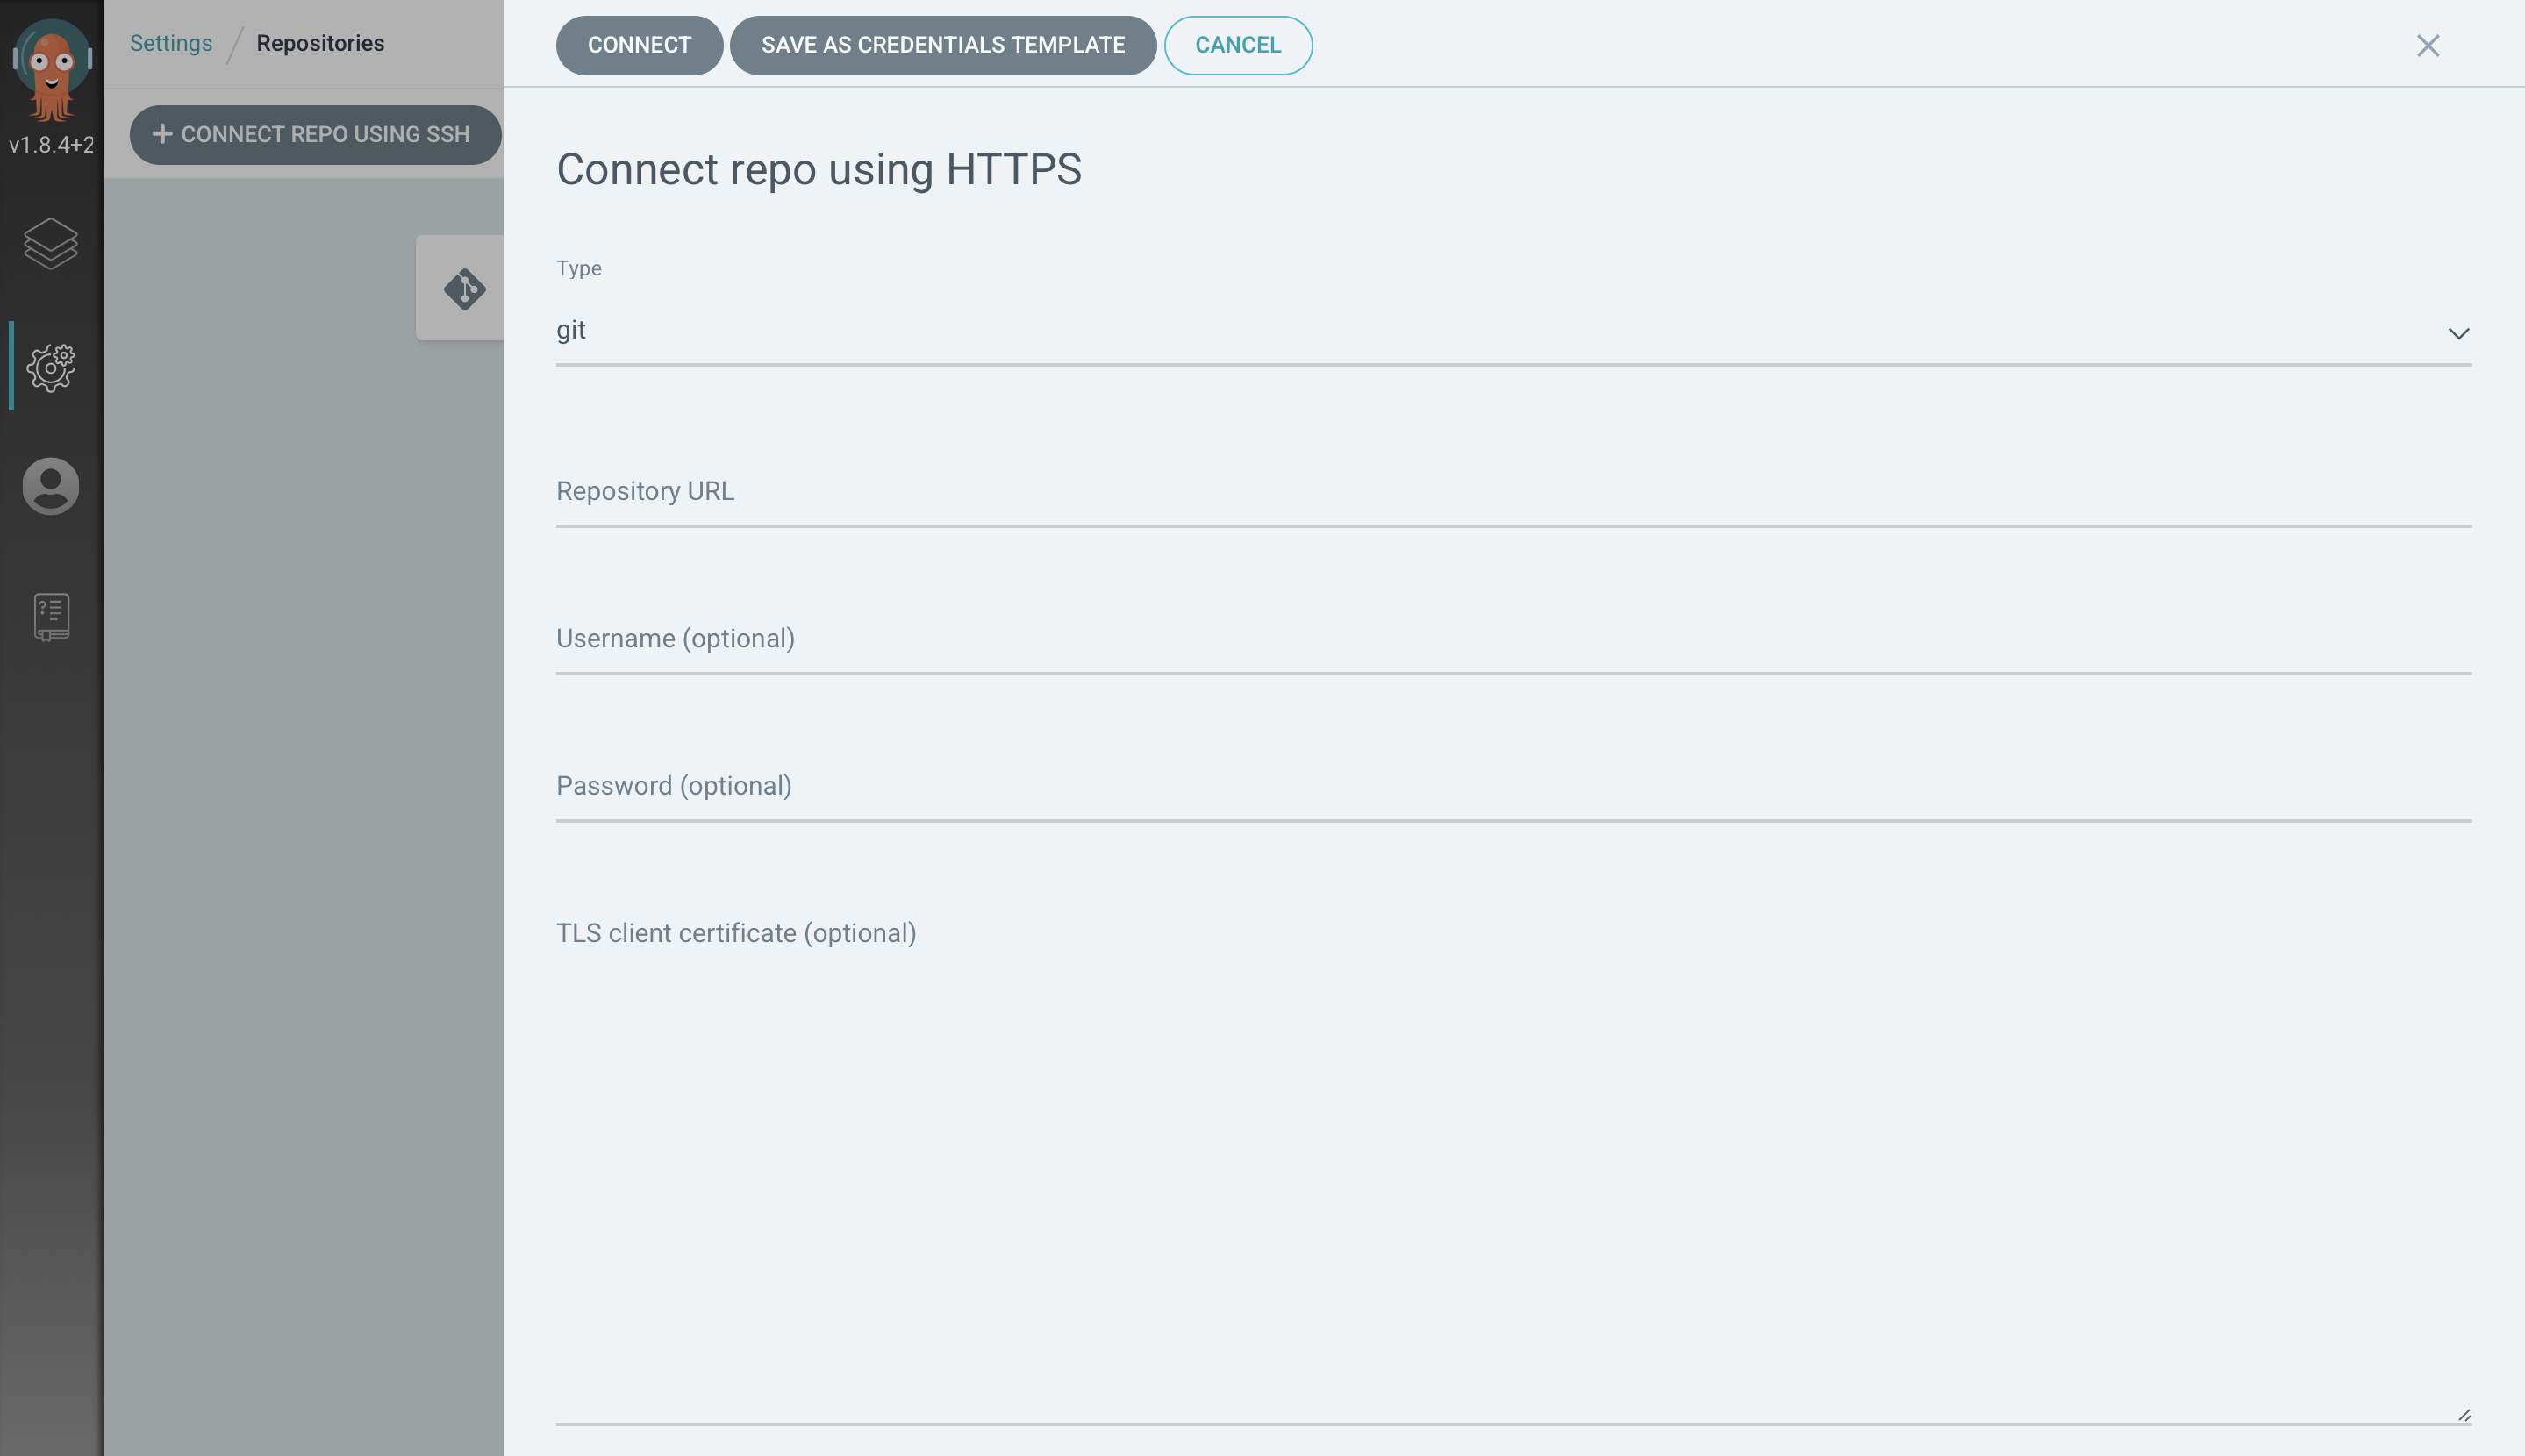 v1.8.4+2
Settings / Repositories
+ CONNECT REPO USING SSH
CONNECT
SAVE AS CREDENTIALS TEMPLATE
CANCEL
Connect repo using HTTPS
Type
git
Repository URL
Username (optional)
Password (optional)
TLS client certificate (optional)